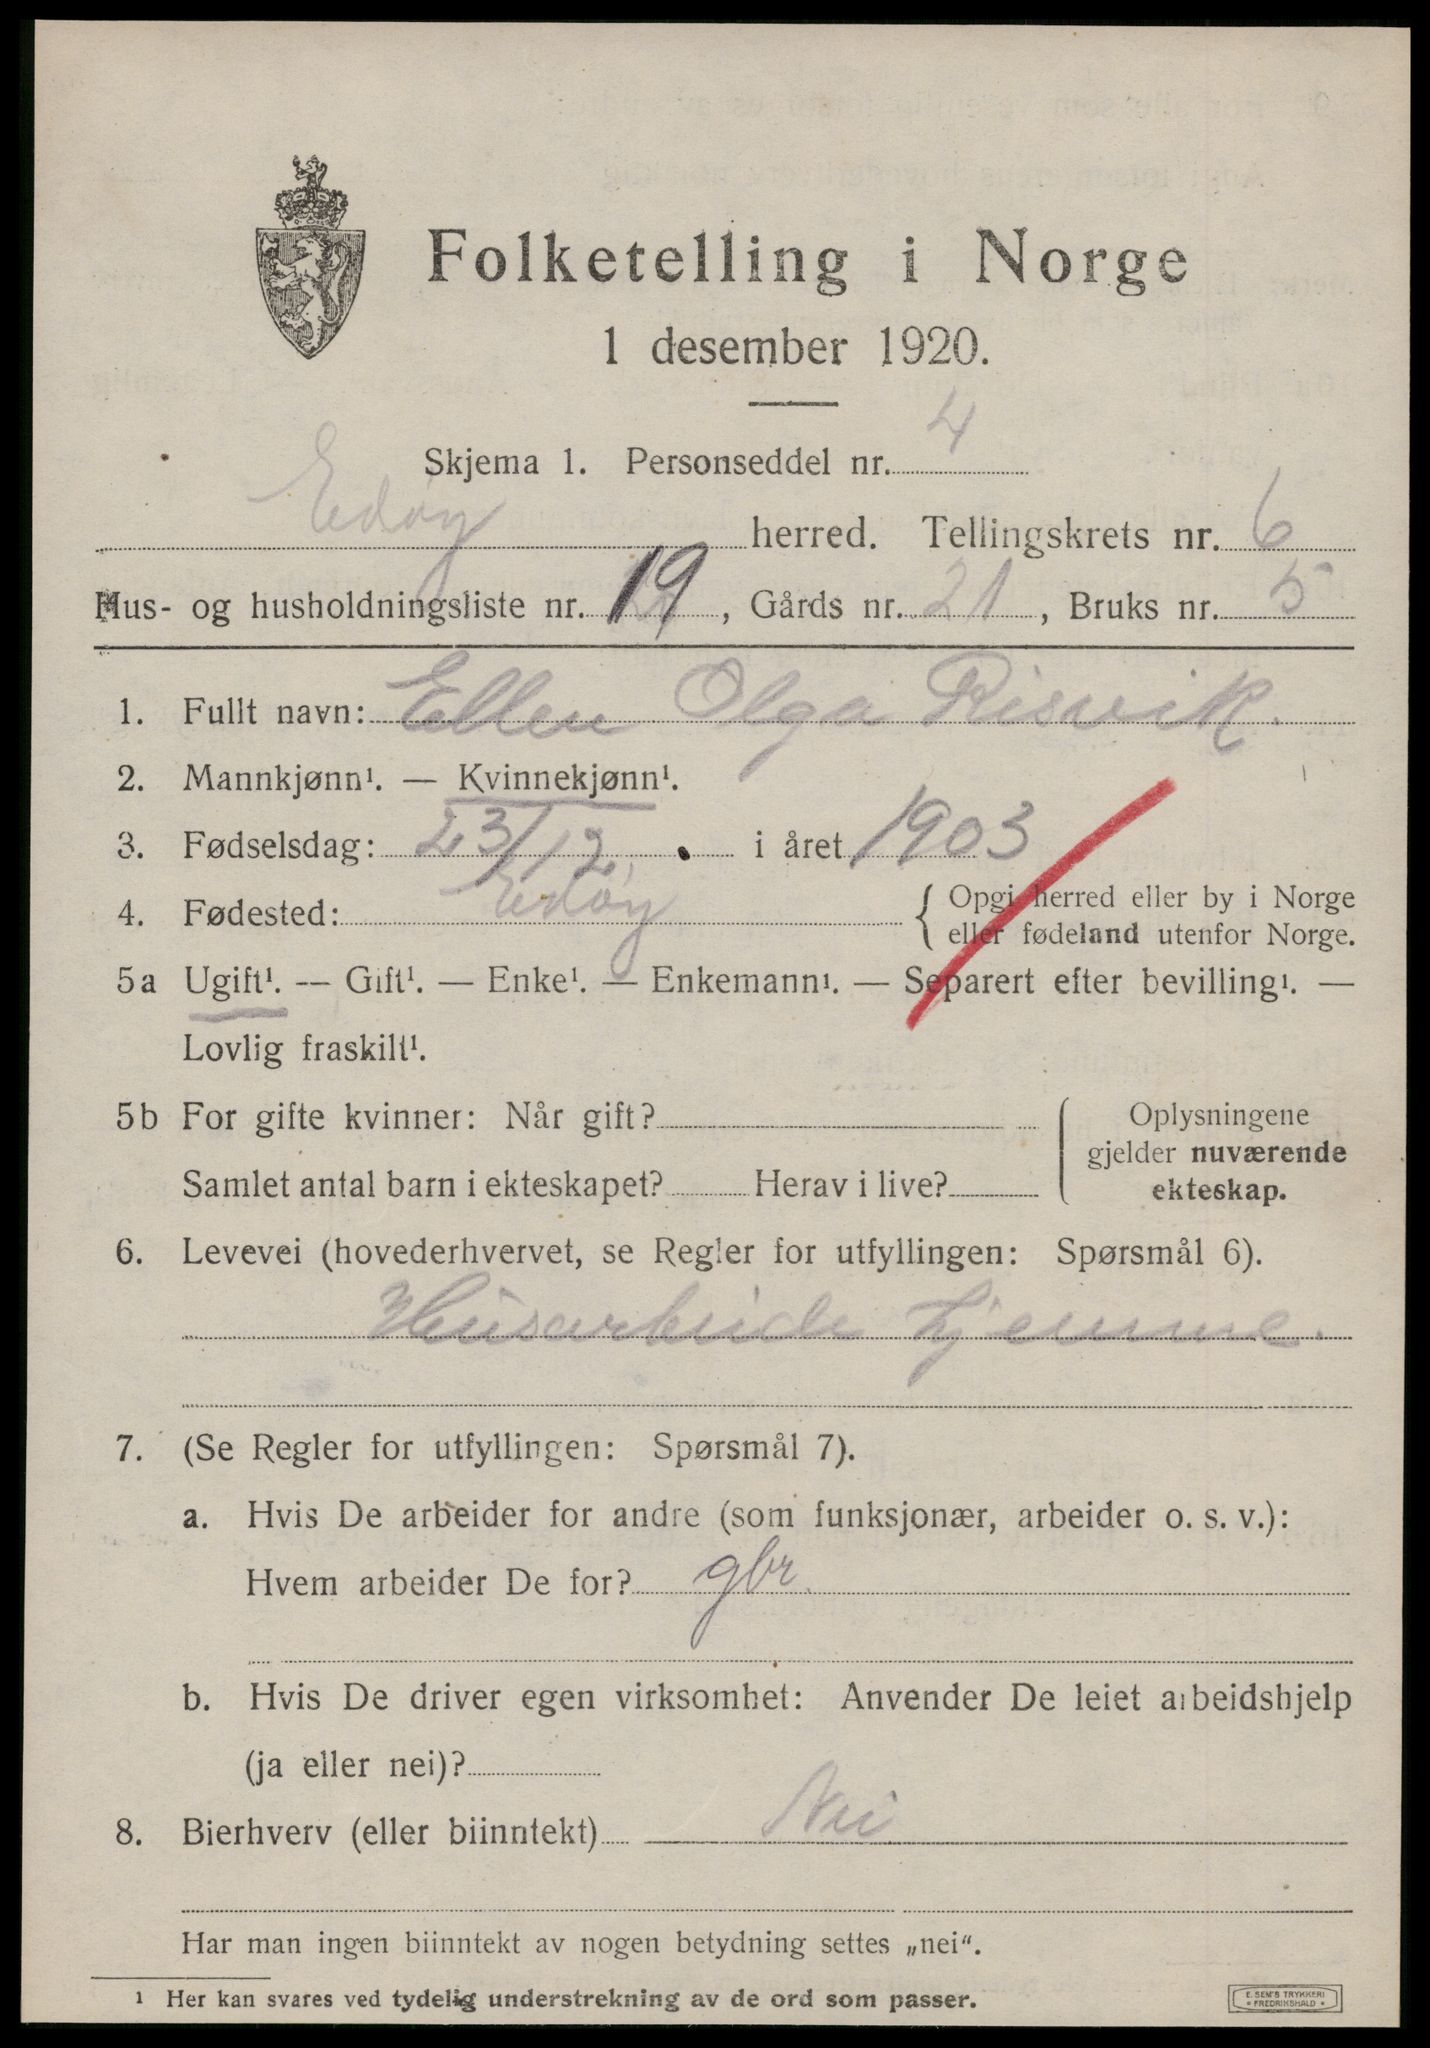 Folketelling i Norge
1 desember 1920.
Skjema 1. Personseddel nr. 4
Edøy herred. Tellingskrets nr. 6
Hus- og husholdningsliste nr. 19, Gårds nr. 21, Bruks nr. 5
1. Fullt navn: Ellen Olga Risvik.
2. Mannkjønn¹. — Kvinnekjønn¹.
3. Fødselsdag: 23/12. i året 1903
4. Fødested: Edøy { Opgi herred eller by i Norge
eller fødeland utenfor Norge.
5a Ugift¹. — Gift¹. — Enke¹. — Enkemann¹. — Separert efter bevilling¹. —
Lovlig fraskilt¹.
5b For gifte kvinner: Når gift? Oplysningene
gjelder nuværende
Samlet antal barn i ekteskapet? Herav i live? ekteskap.
6. Levevei (hovederhvervet, se Regler for utfyllingen: Spørsmål 6).
Husarbeide hjemme.
7. (Se Regler for utfyllingen: Spørsmål 7).
a. Hvis De arbeider for andre (som funksjonær, arbeider o. s. v.):
Hvem arbeider De for? gbr.
b. Hvis De driver egen virksomhet: Anvender De leiet arbeidshjelp
(ja eller nei)?
8. Bierhverv (eller biinntekt) Nei
Har man ingen biinntekt av nogen betydning settes „nei“.
¹ Her kan svares ved tydelig understrekning av de ord som passer.
E. SEM'S TRYKKERI
• FREDRIKSHALD •